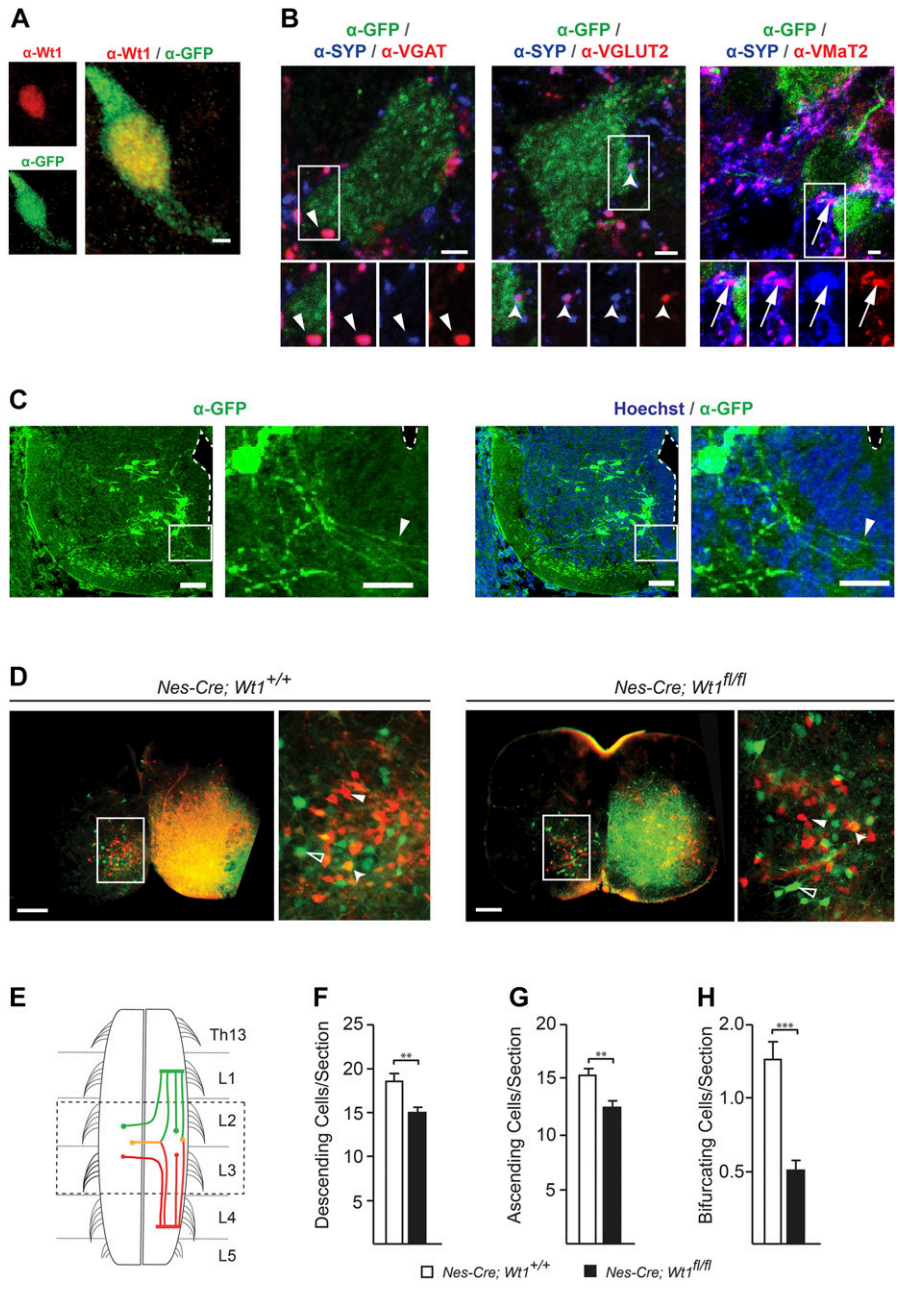 A
α-Wt1
α-Wt1 / α-GFP
α-GFP
B
α-GFP /
α-SYP / α-VGAT
α-GFP /
α-SYP / α-VGLUT2
α-GFP /
α-SYP / α-VMaT2
C
α-GFP
Hoechst / α-GFP
D
Nes-Cre; Wt1+/+
Nes-Cre; Wt1fl/fl
E
Th13
L1
L2
L3
L4
L5
F
Descending Cells/Section
25
20
15
10
5
**
G
Ascending Cells/Section
20
15
10
5
**
H
Bifurcating Cells/Section
2.0
1.0
0.5
***
Nes-Cre; Wt1+/+
Nes-Cre; Wt1fl/fl